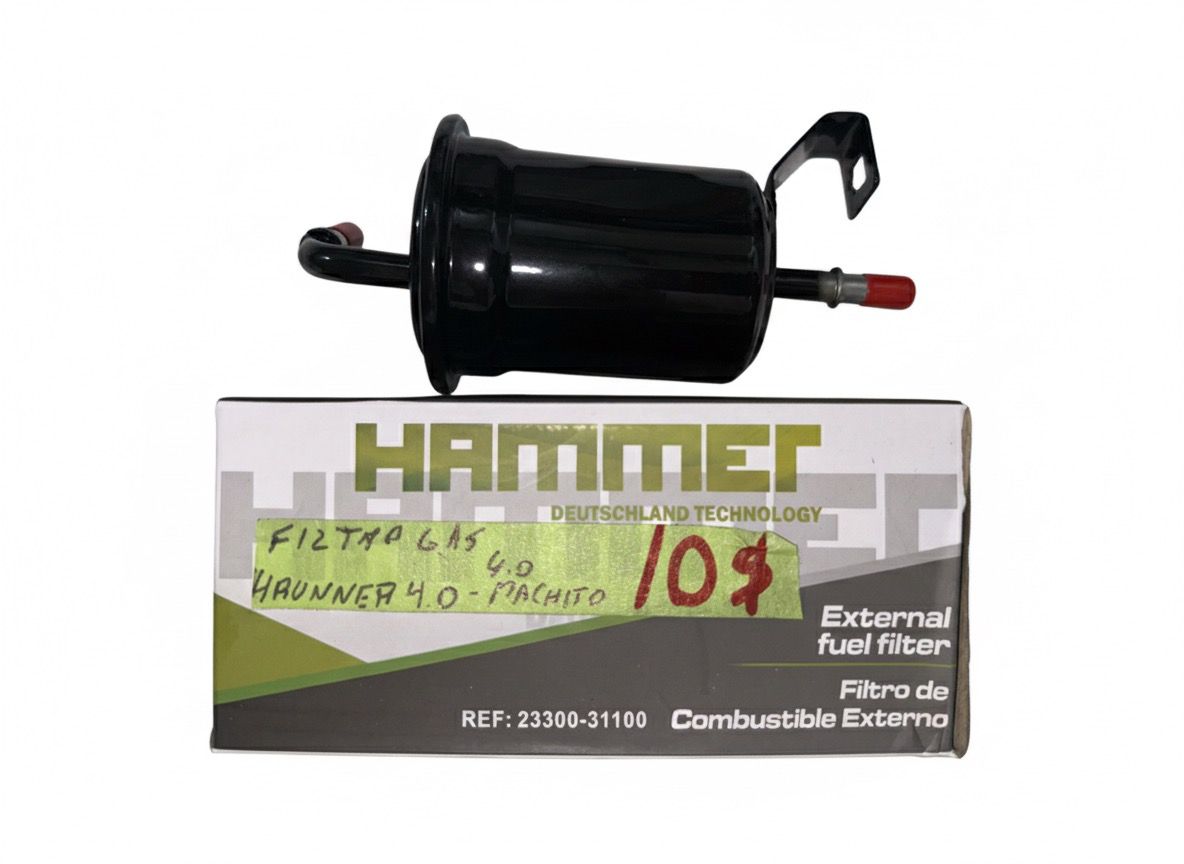 HAMMER
DEUTSCHLAND TECHNOLOGY
FILTRO GAS
4.0
4RUNNER 4.0 - MACHITO
10$
External
fuel filter
Filtro de
Combustible Externo
REF: 23300-31100